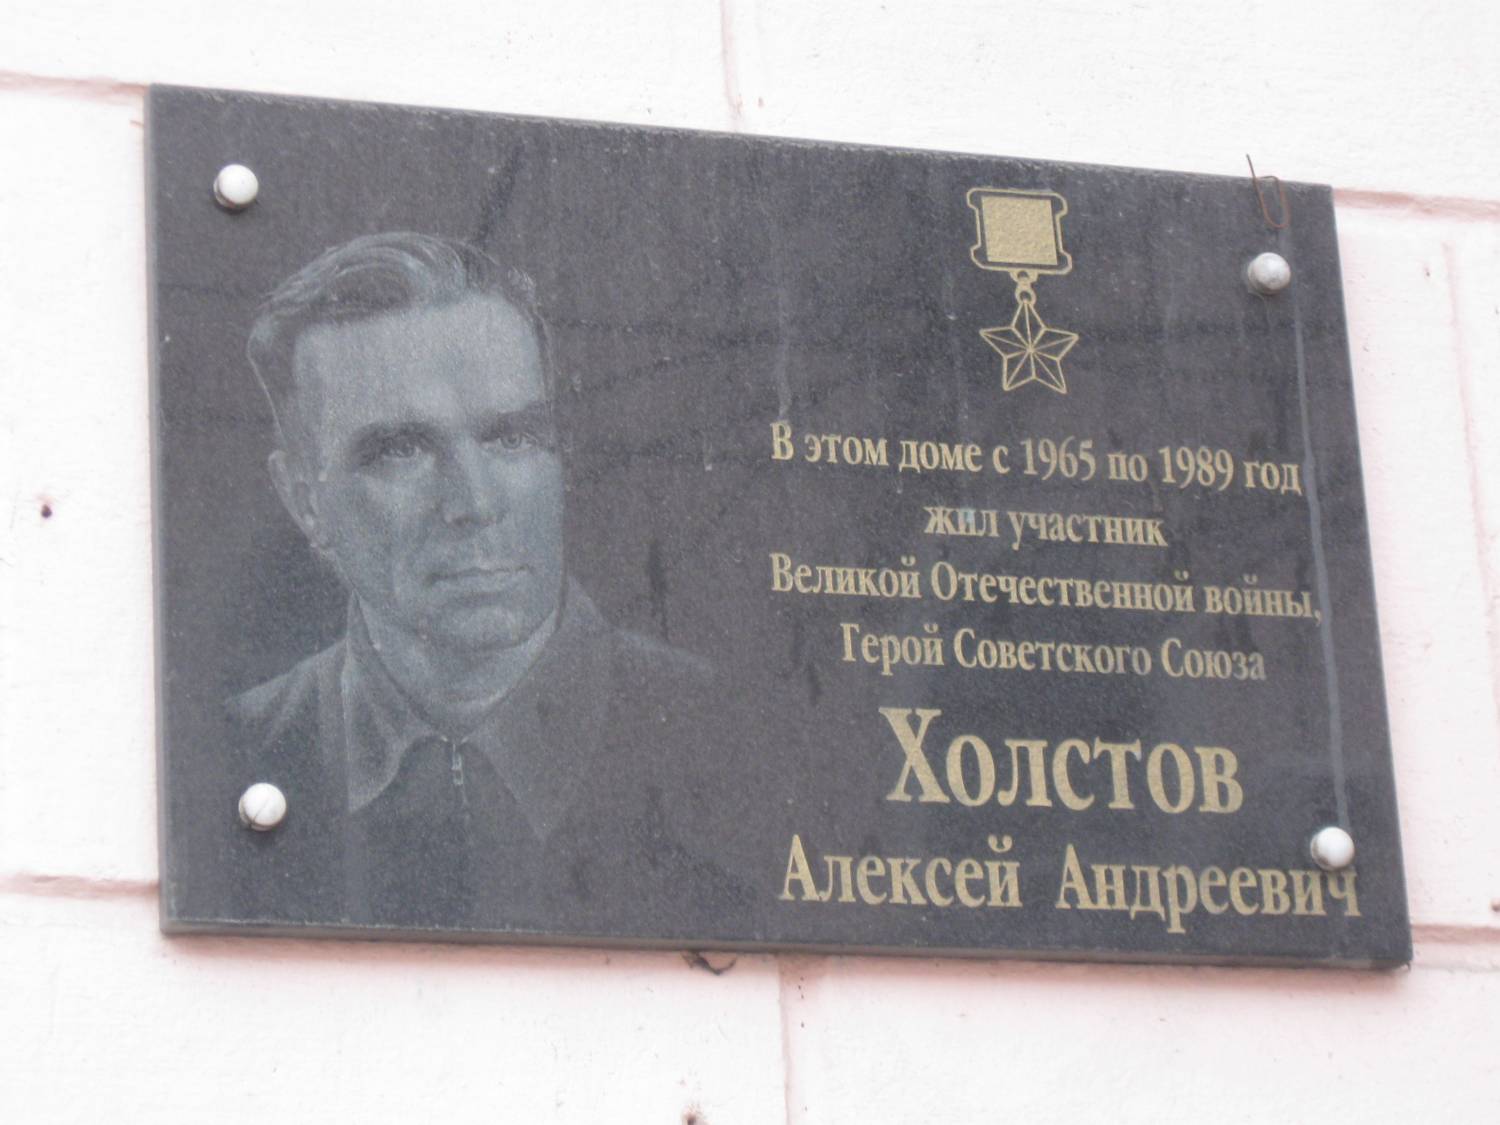 В этом доме с 1965 по 1989 год
жил участник
Великой Отечественной войны,
Герой Советского Союза
Холстов
Алексей Андреевич